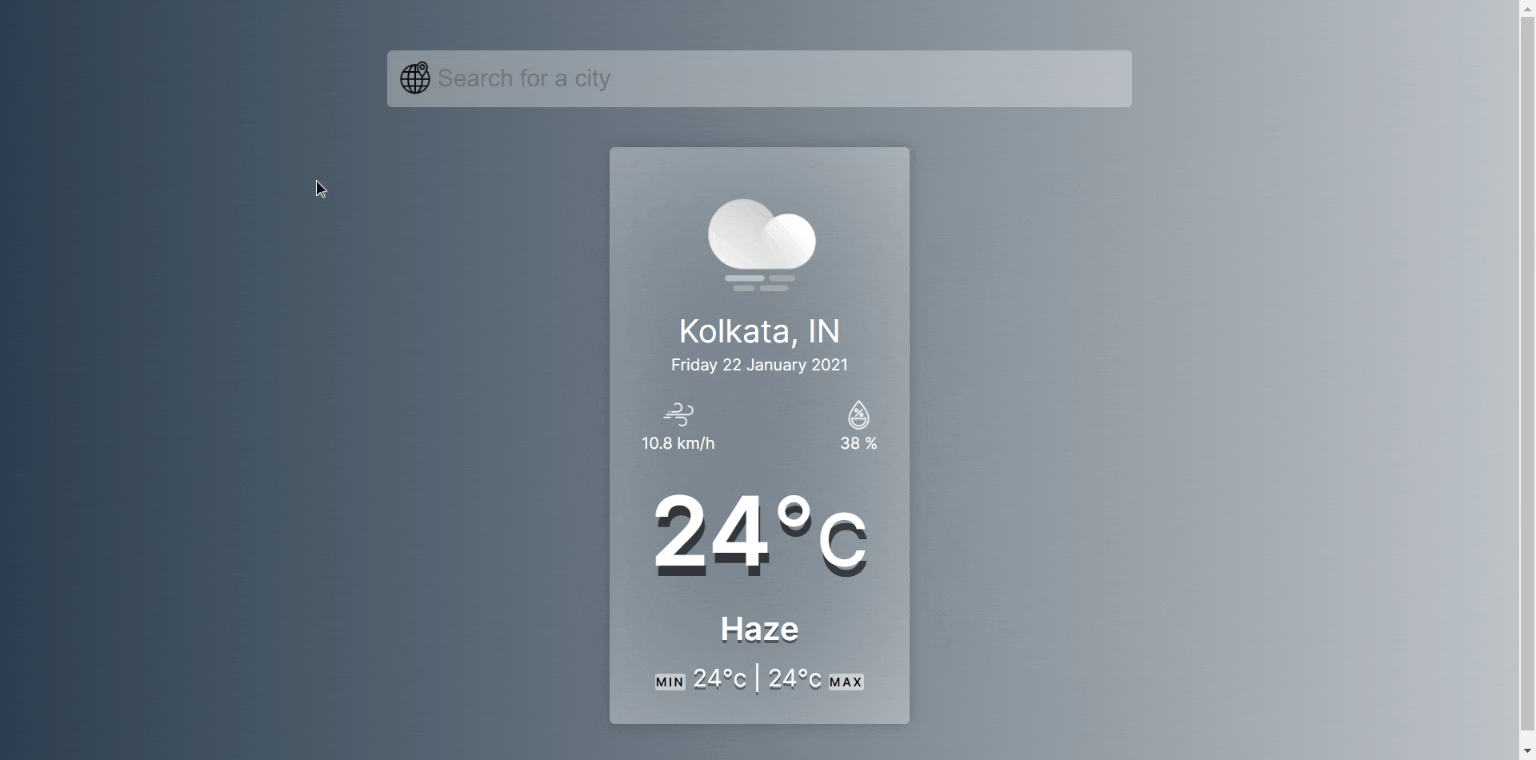 Search for a city
Kolkata, IN
Friday 22 January 2021
10.8 km/h 38 %
24°c
Haze
MIN 24°c | 24°c MAX